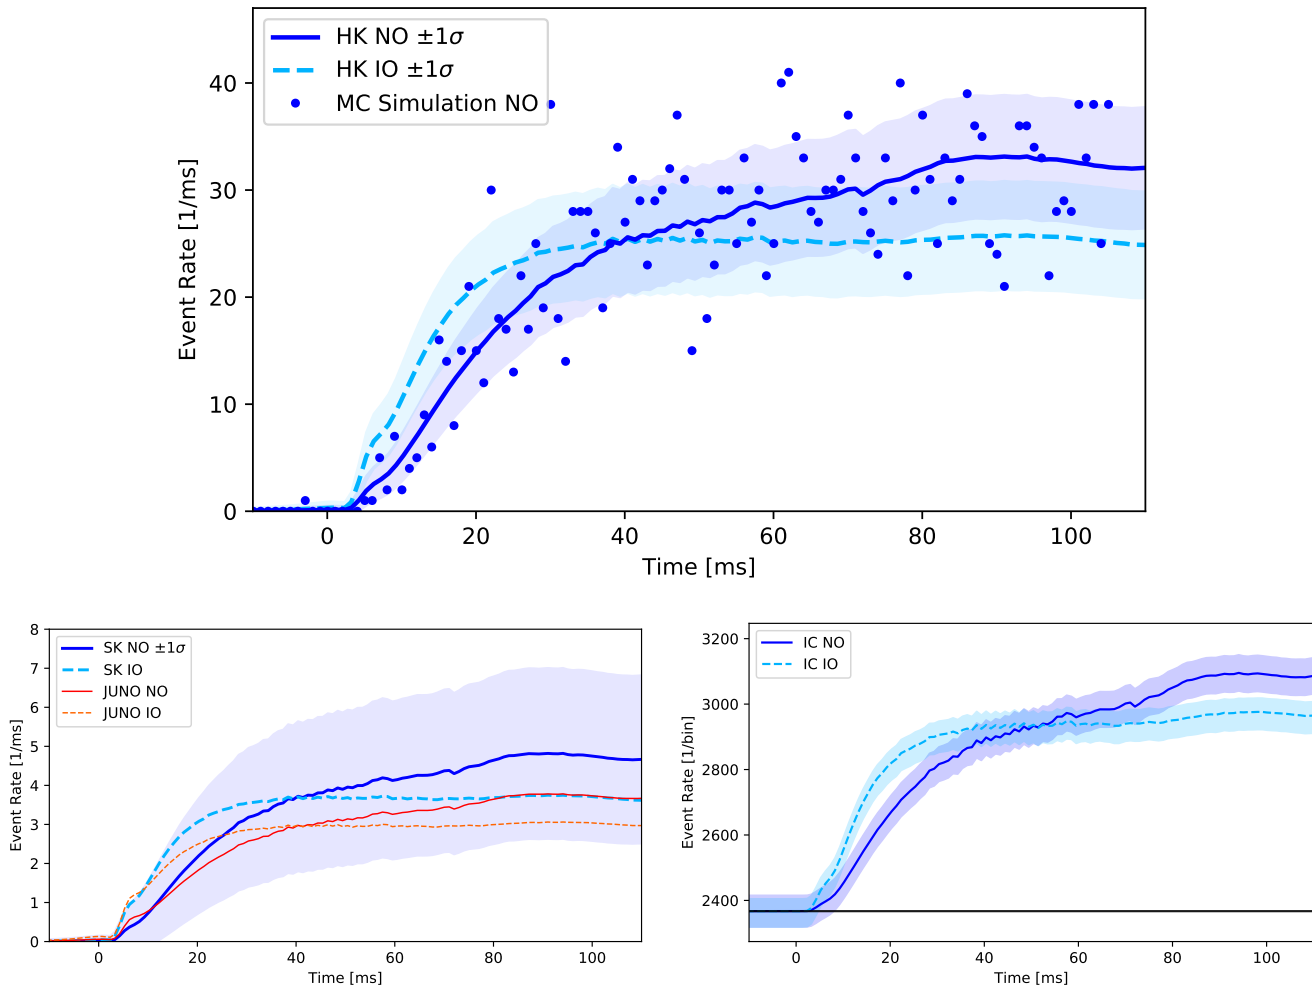 HK NO ±1σ
HK IO ±1σ
MC Simulation NO
Event Rate [1/ms]
40
30
20
10
0
0 20 40 60 80 100
Time [ms]
SK NO ±1σ
SK IO
JUNO NO
JUNO IO
Event Rate [1/ms]
8
7
6
5
4
3
2
1
0
0 20 40 60 80 100
Time [ms]
IC NO
IC IO
Event Rate [1/bin]
3200
3000
2800
2600
2400
0 20 40 60 80 100
Time [ms]